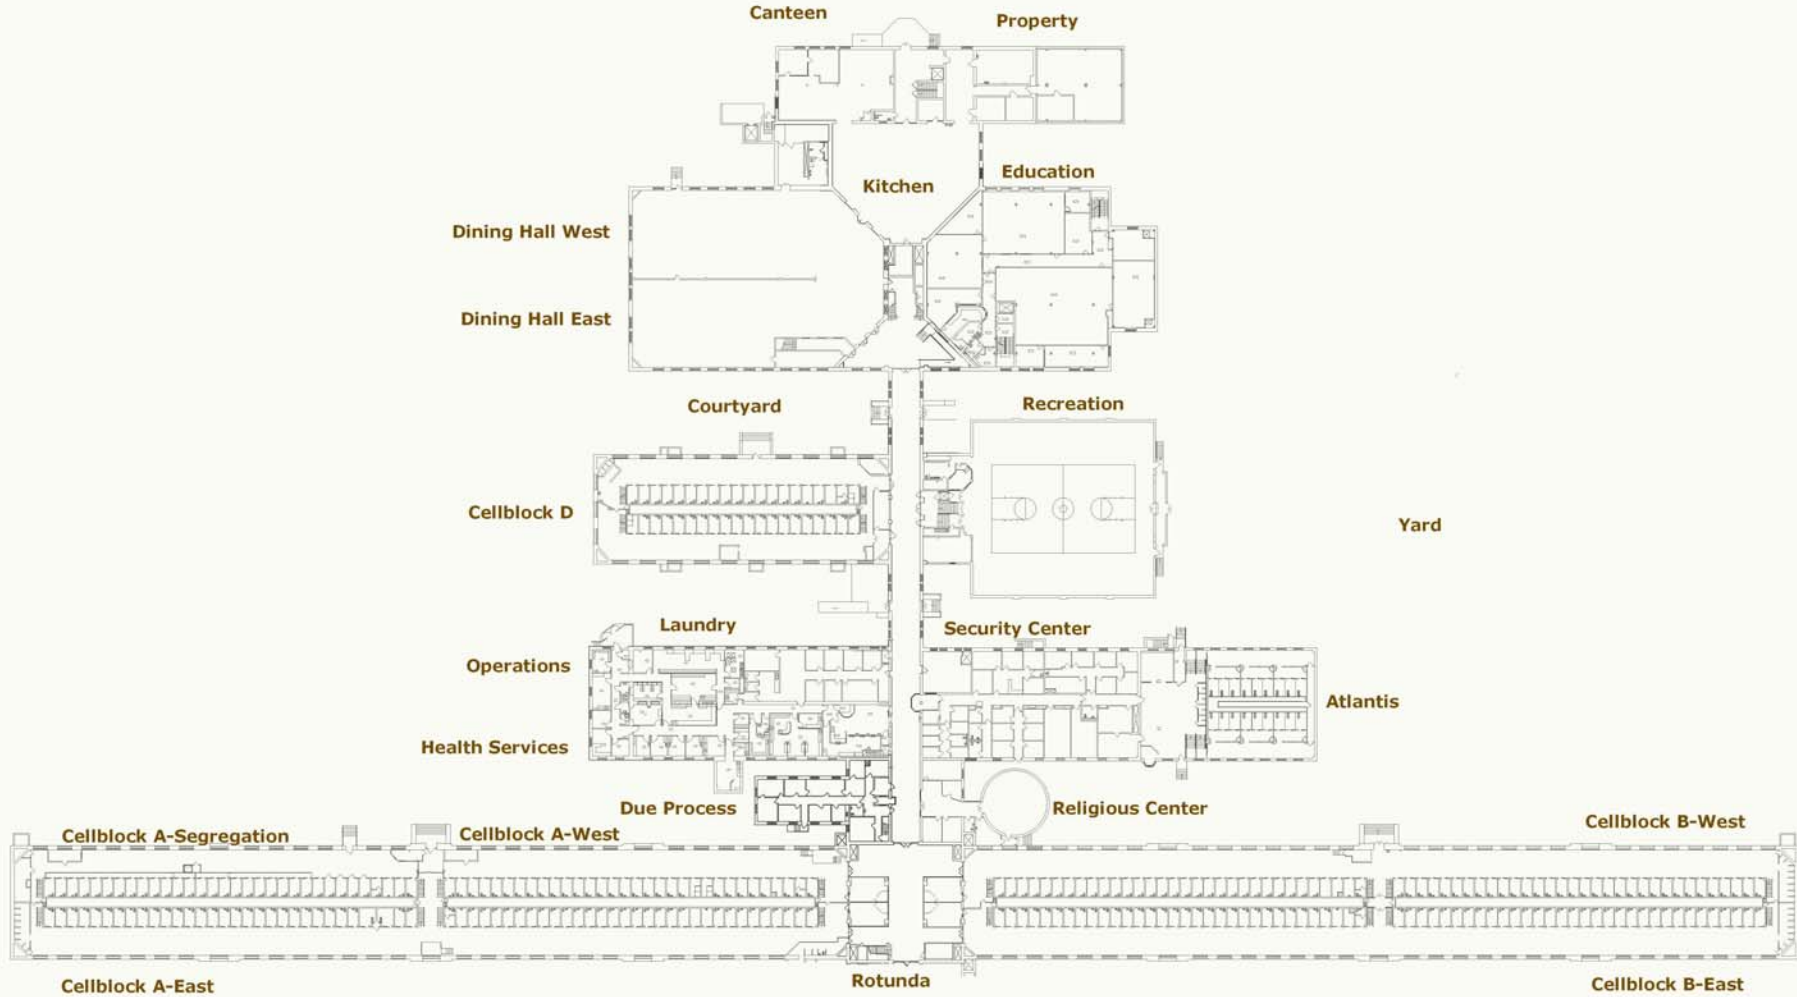 Canteen
Property
Kitchen
Education
Dining Hall West
Dining Hall East
Courtyard
Recreation
Cellblock D
Yard
Laundry
Security Center
Operations
Atlantis
Health Services
Due Process
Religious Center
Cellblock A-Segregation
Cellblock A-West
Cellblock B-West
Rotunda
Cellblock A-East
Cellblock B-East